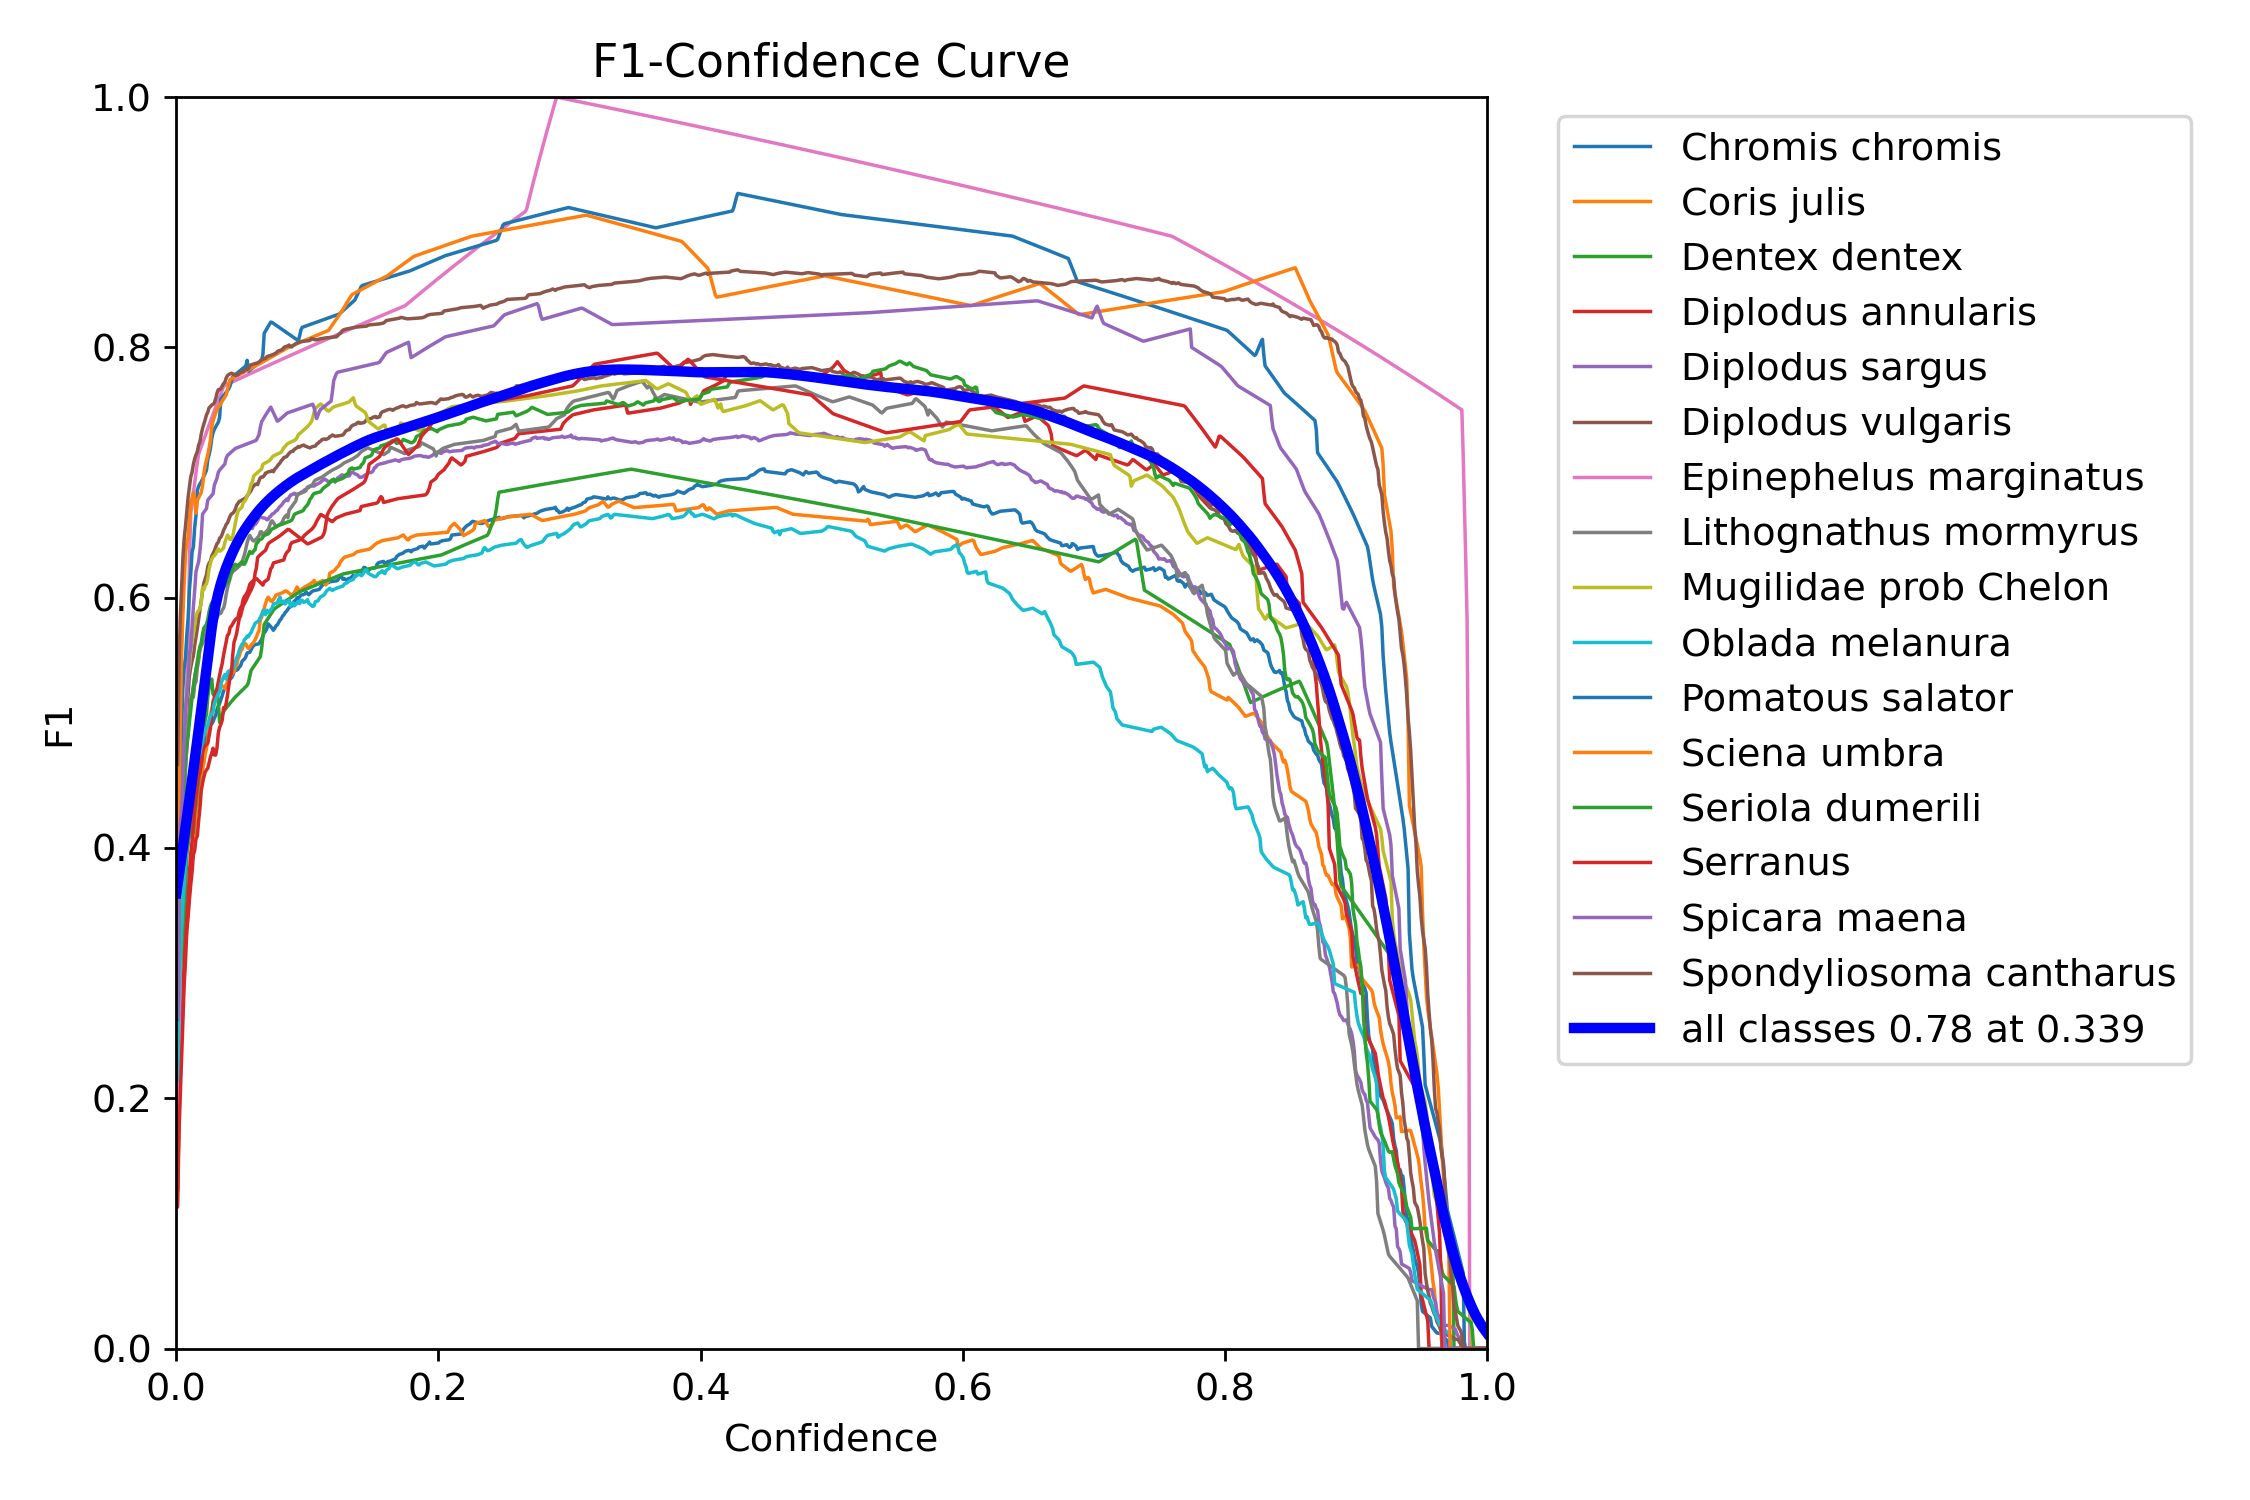 F1-Confidence Curve
1.0
0.8
0.6
0.4
0.2
0.0
F1
0.0 0.2 0.4 0.6 0.8 1.0
Confidence
Chromis chromis
Coris julis
Dentex dentex
Diplodus annularis
Diplodus sargus
Diplodus vulgaris
Epinephelus marginatus
Lithognathus mormyrus
Mugilidae prob Chelon
Oblada melanura
Pomatous salator
Sciena umbra
Seriola dumerili
Serranus
Spicara maena
Spondyliosoma cantharus
all classes 0.78 at 0.339